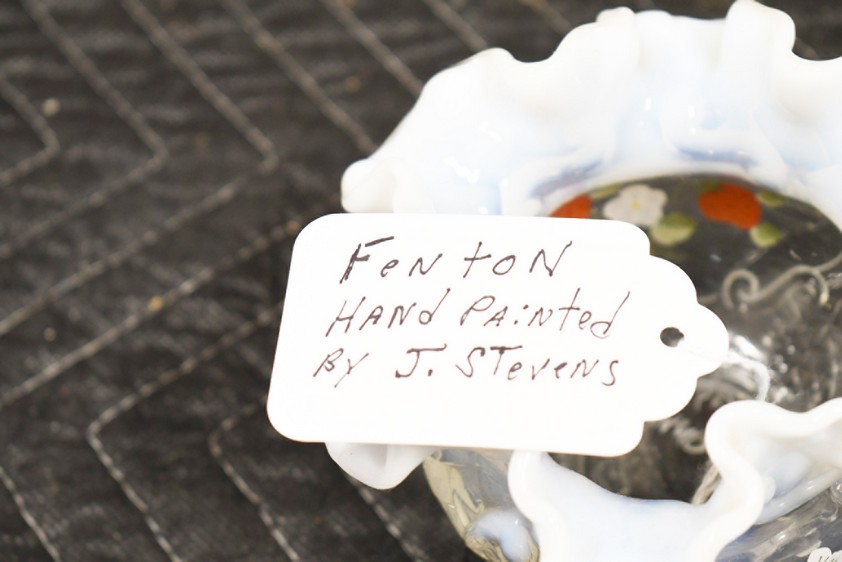 Fenton
Hand Painted
By J. Stevens